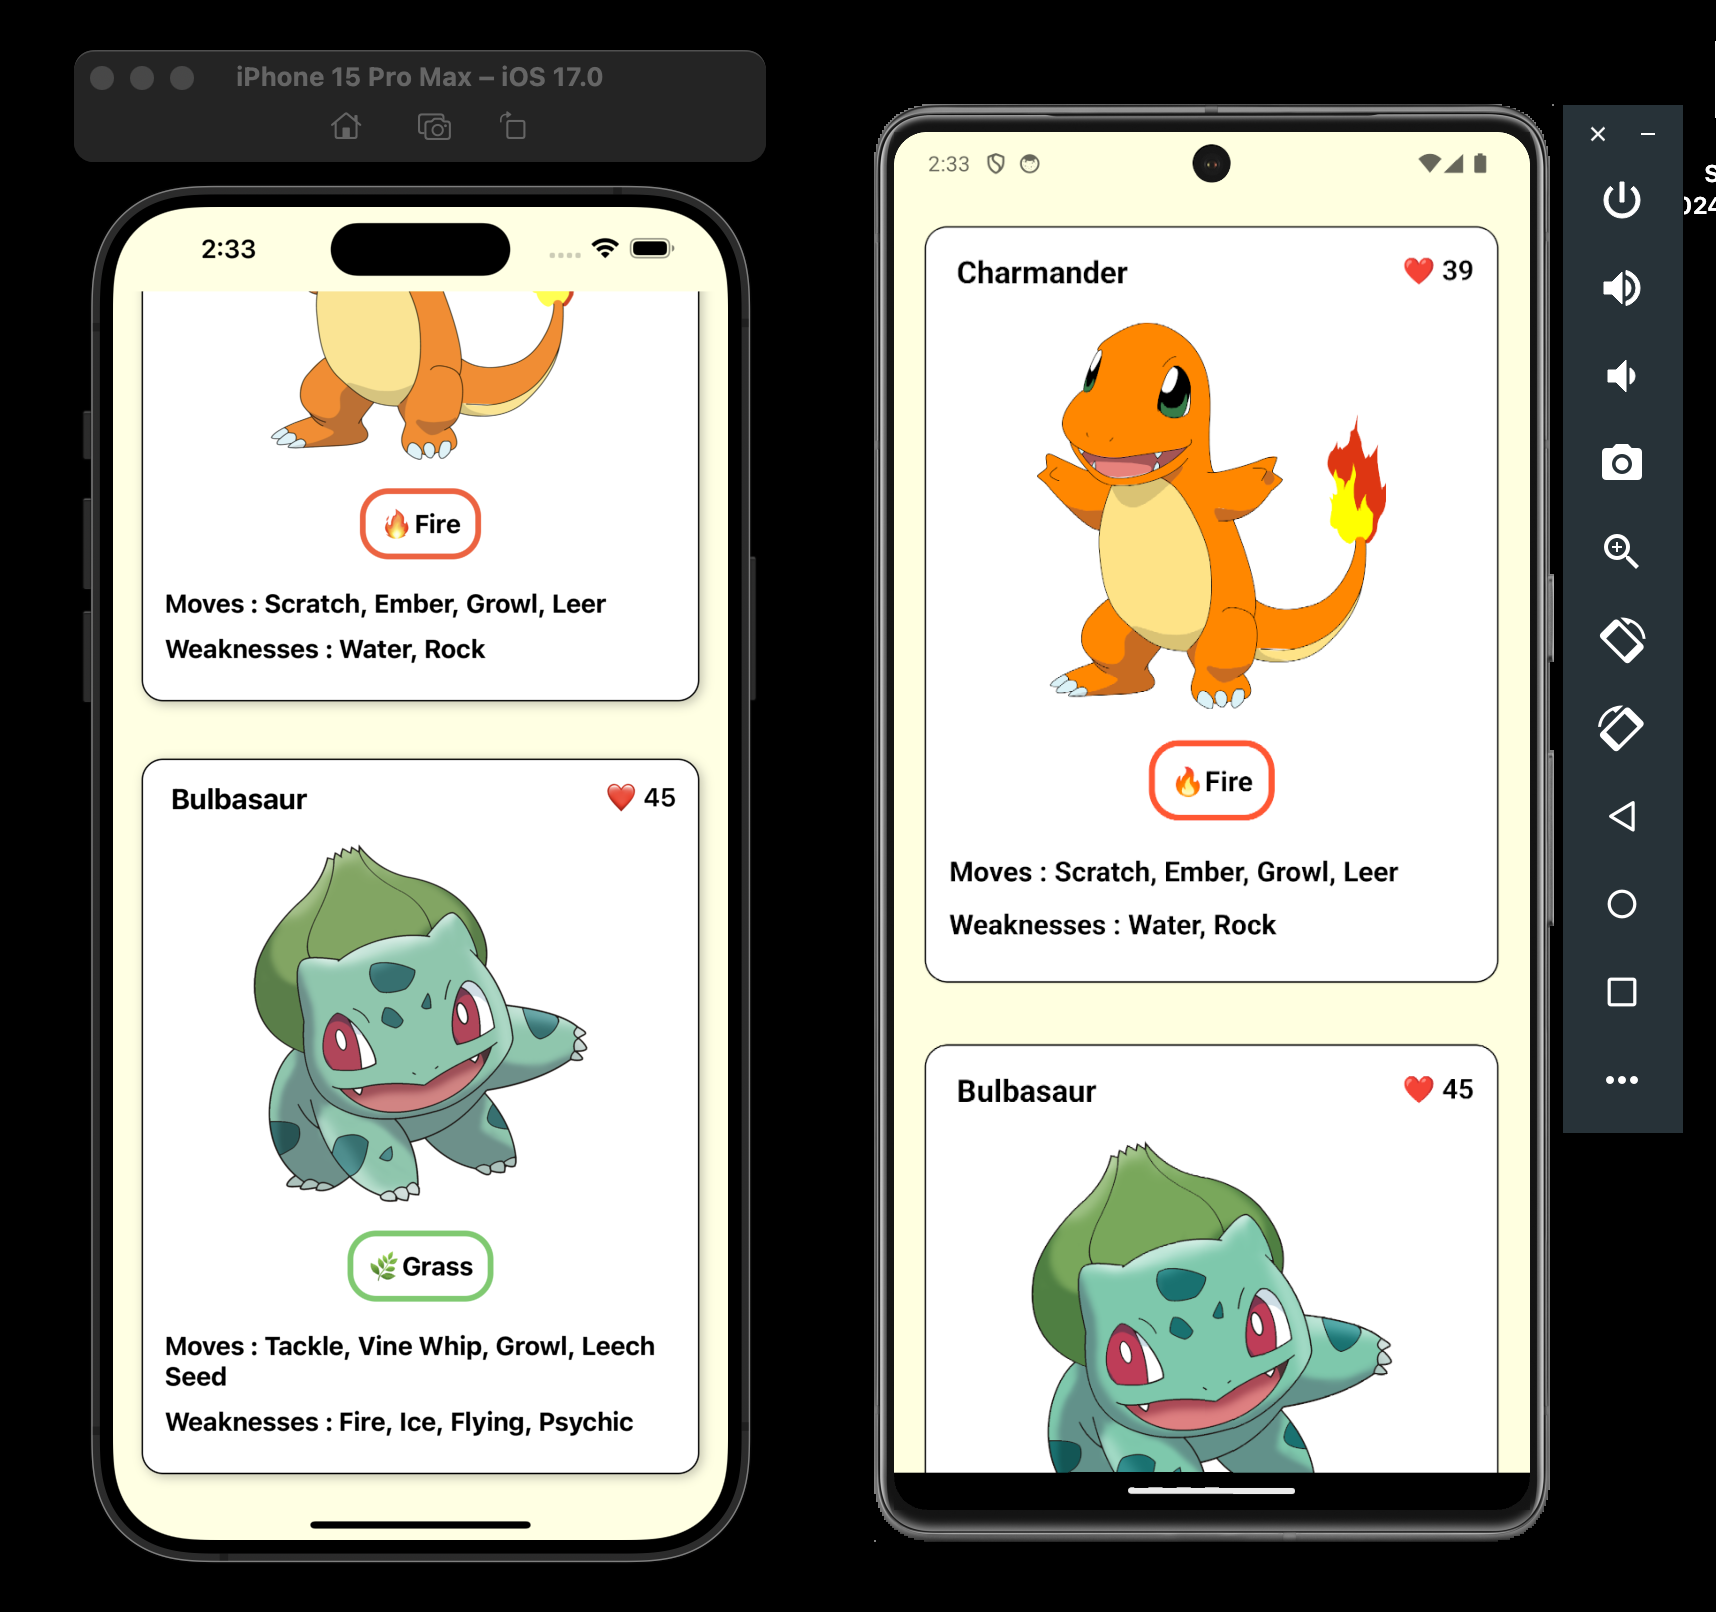 iPhone 15 Pro Max – iOS 17.0
2:33
Fire
Moves : Scratch, Ember, Growl, Leer
Weaknesses : Water, Rock
Bulbasaur
45
Grass
Moves : Tackle, Vine Whip, Growl, Leech
Seed
Weaknesses : Fire, Ice, Flying, Psychic
2:33
Charmander
39
Fire
Moves : Scratch, Ember, Growl, Leer
Weaknesses : Water, Rock
Bulbasaur
45